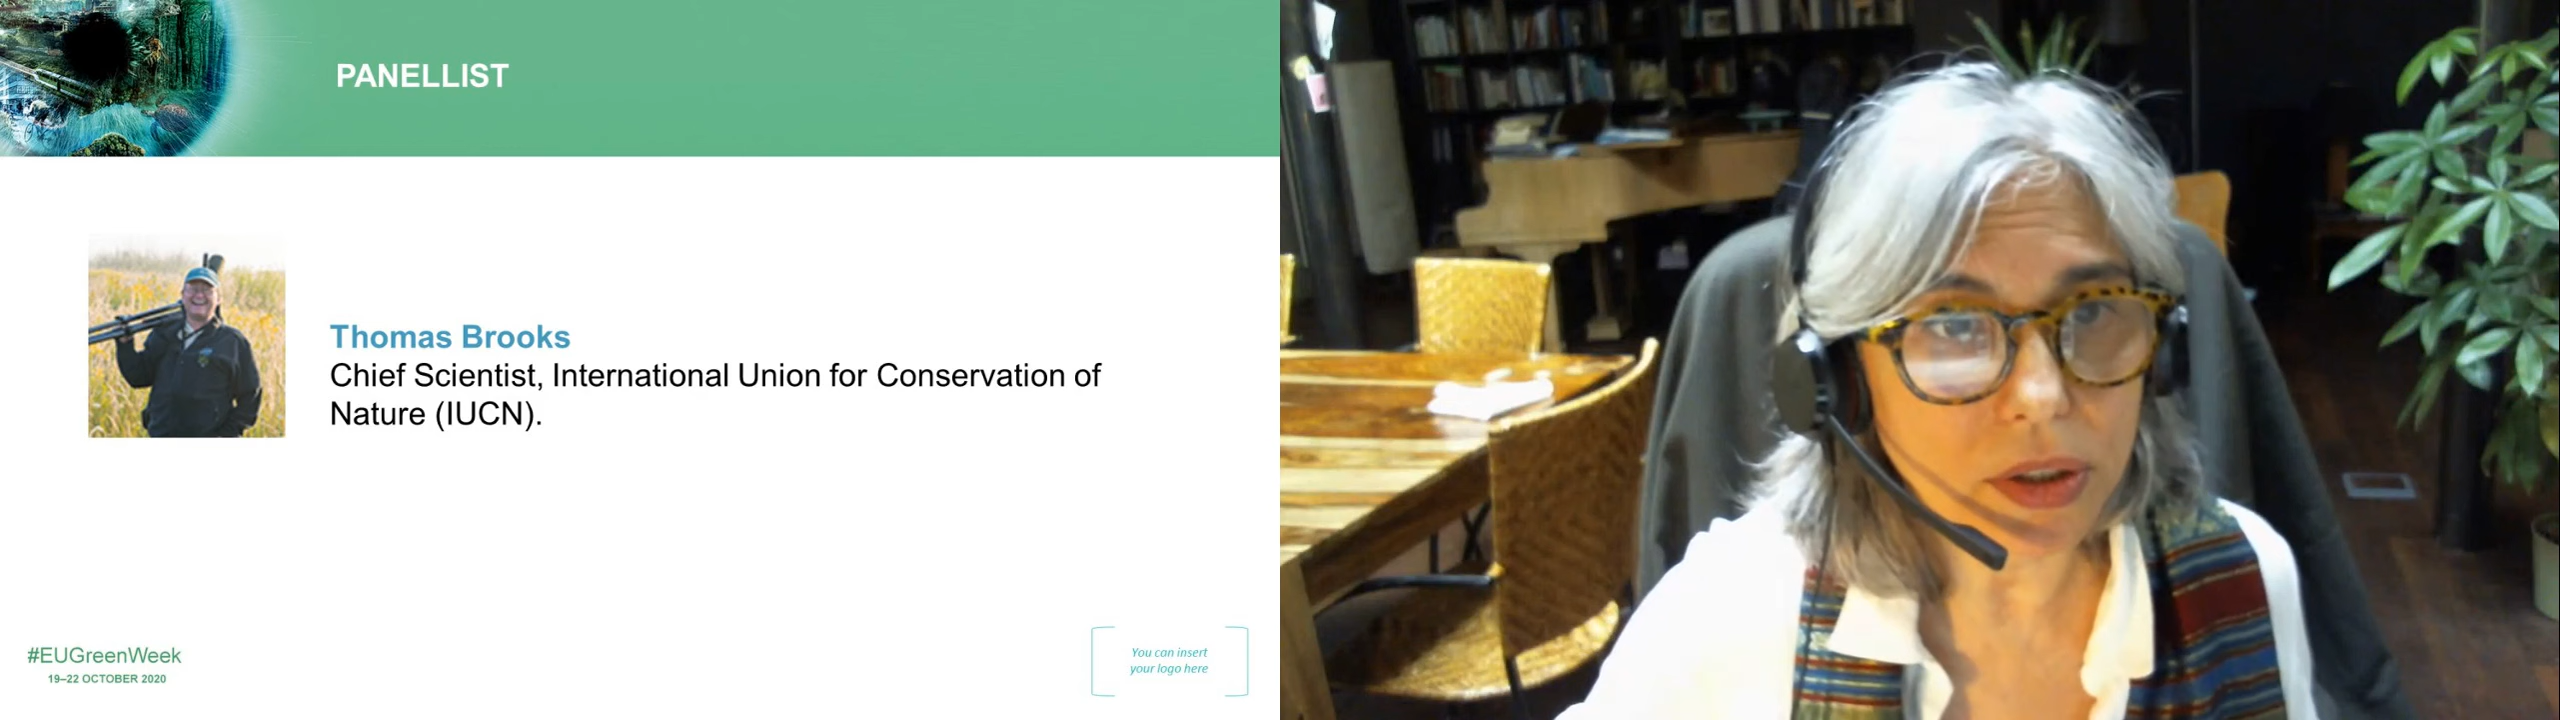 PANELLIST
Thomas Brooks
Chief Scientist, International Union for Conservation of
Nature (IUCN).
#EUGreenWeek
19–22 OCTOBER 2020
You can insert
your logo here